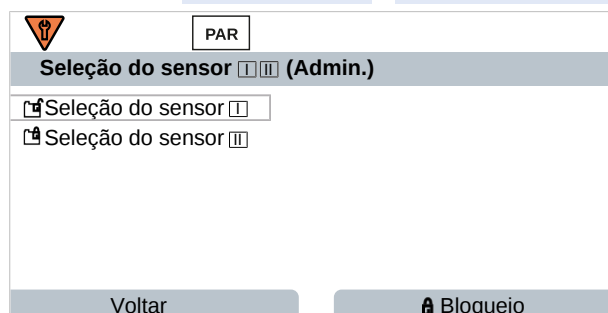 PAR
Seleção do sensor I II (Admin.)
Seleção do sensor I
Seleção do sensor II
Voltar
Bloqueio